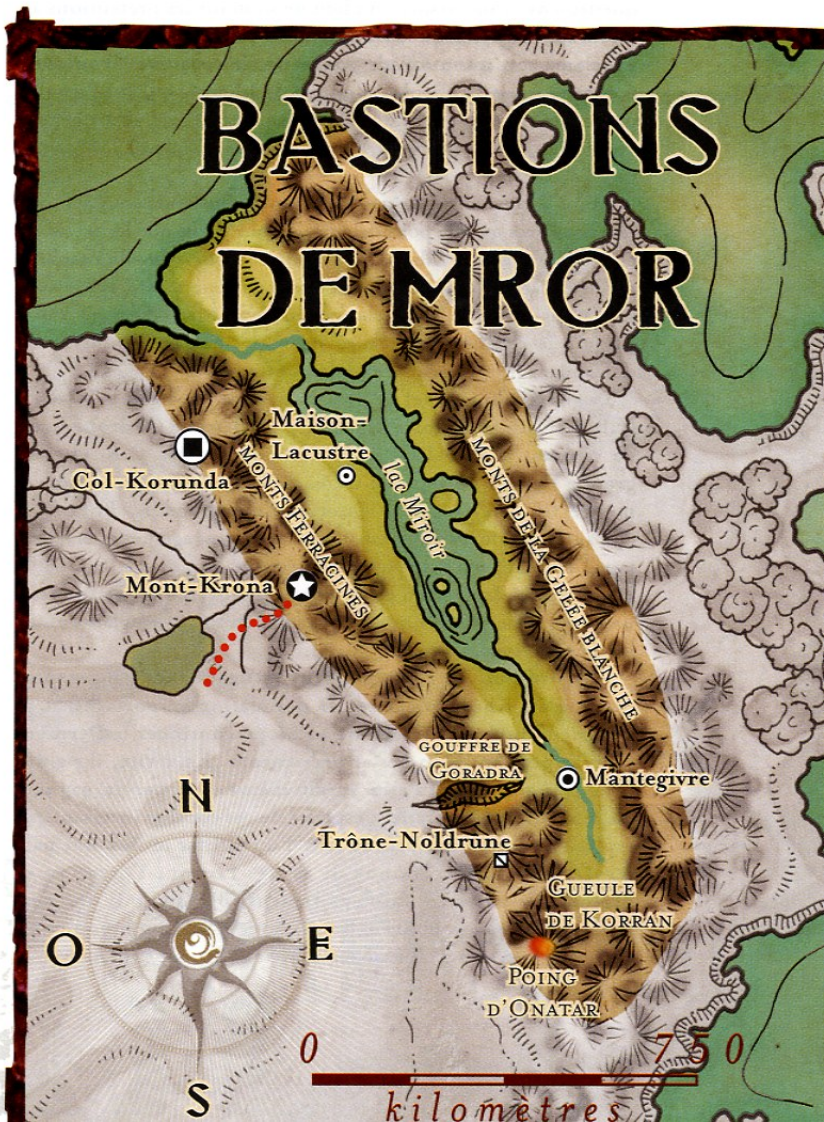 BASTIONS
DE MROR
Maison-
Lacustre
Col-Korunda
Monts Ferracines
lac Miroir
Monts de la Gelée blanche
Mont-Krona
gouffre de
Goradra
Mantegivre
N
Trône-Noldrune
Gueule
de Korran
O
E
Poing
d'Onatar
0
750
S
kilomètres